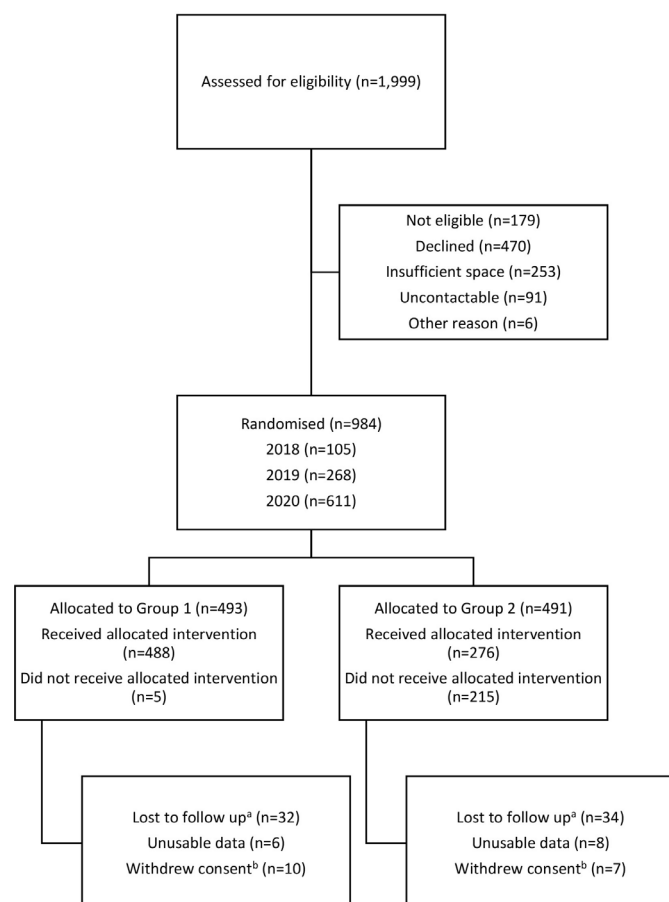 Assessed for eligibility (n=1,999)
Not eligible (n=179)
Declined (n=470)
Insufficient space (n=253)
Uncontactable (n=91)
Other reason (n=6)
Randomised (n=984)
2018 (n=105)
2019 (n=268)
2020 (n=611)
Allocated to Group 1 (n=493)
Received allocated intervention
(n=488)
Did not receive allocated intervention
(n=5)
Allocated to Group 2 (n=491)
Received allocated intervention
(n=276)
Did not receive allocated intervention
(n=215)
Lost to follow upᵃ (n=32)
Unusable data (n=6)
Withdrew consentᵇ (n=10)
Lost to follow upᵃ (n=34)
Unusable data (n=8)
Withdrew consentᵇ (n=7)